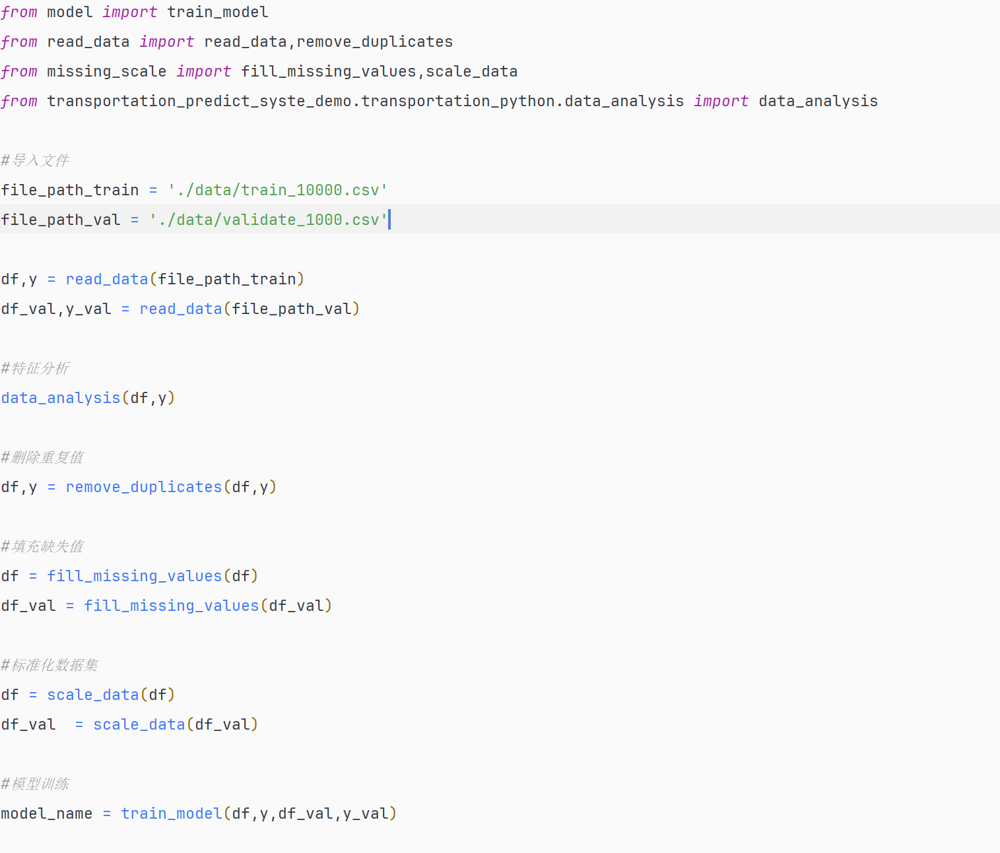 from model import train_model
from read_data import read_data,remove_duplicates
from missing_scale import fill_missing_values,scale_data
from transportation_predict_syste_demo.transportation_python.data_analysis import data_analysis
#导入文件
file_path_train = './data/train_10000.csv'
file_path_val = './data/validate_1000.csv'
df,y = read_data(file_path_train)
df_val,y_val = read_data(file_path_val)
#特征分析
data_analysis(df,y)
#删除重复值
df,y = remove_duplicates(df,y)
#填充缺失值
df = fill_missing_values(df)
df_val = fill_missing_values(df_val)
#标准化数据集
df = scale_data(df)
df_val  = scale_data(df_val)
#模型训练
model_name = train_model(df,y,df_val,y_val)